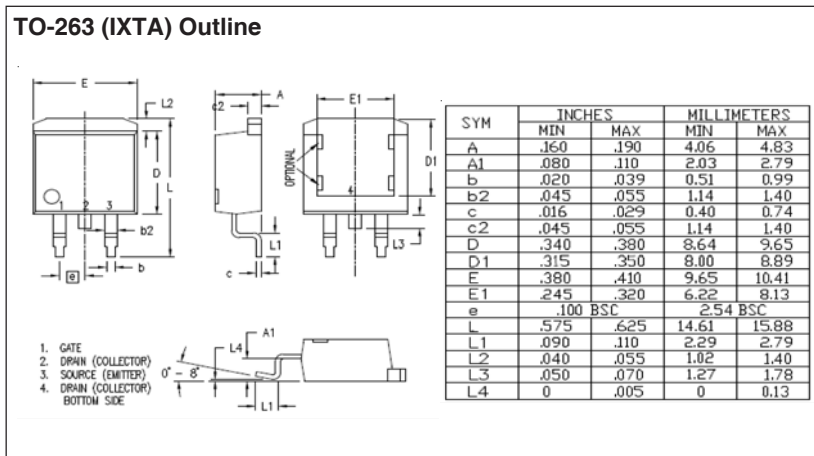 TO-263 (IXTA) Outline
E
L2
D
L
1 2 3
b2
b
e
A
c2
L1
c
E1
OPTIONAL
4
D1
L3
1. GATE
2. DRAIN (COLLECTOR)
3. SOURCE (EMITTER)
4. DRAIN (COLLECTOR)
BOTTOM SIDE
A1
L4
0° - 8°
L1
SYM INCHES MILLIMETERS
MIN MAX MIN MAX
A .160 .190 4.06 4.83
A1 .080 .110 2.03 2.79
b .020 .039 0.51 0.99
b2 .045 .055 1.14 1.40
c .016 .029 0.40 0.74
c2 .045 .055 1.14 1.40
D .340 .380 8.64 9.65
D1 .315 .350 8.00 8.89
E .380 .410 9.65 10.41
E1 .245 .320 6.22 8.13
e .100 BSC 2.54 BSC
L .575 .625 14.61 15.88
L1 .090 .110 2.29 2.79
L2 .040 .055 1.02 1.40
L3 .050 .070 1.27 1.78
L4 0 .005 0 0.13